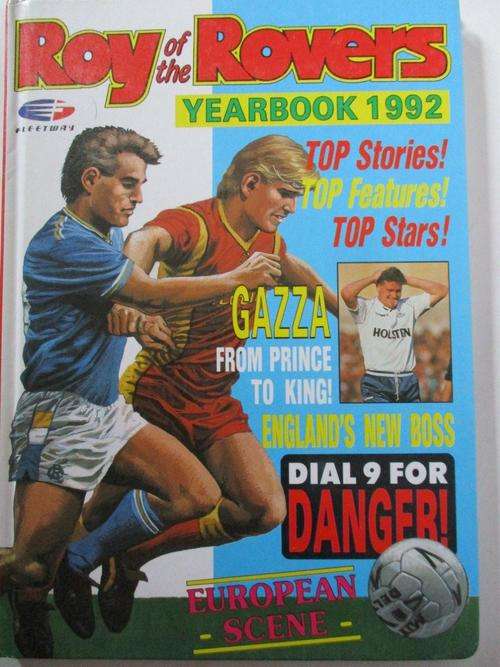 Roy of the Rovers
YEARBOOK 1992
FLEETWAY
TOP Stories!
TOP Features!
TOP Stars!
GAZZA
FROM PRINCE
TO KING!
HOLSTEN
ENGLAND'S NEW BOSS
DIAL 9 FOR
DANGER!
EUROPEAN
- SCENE -